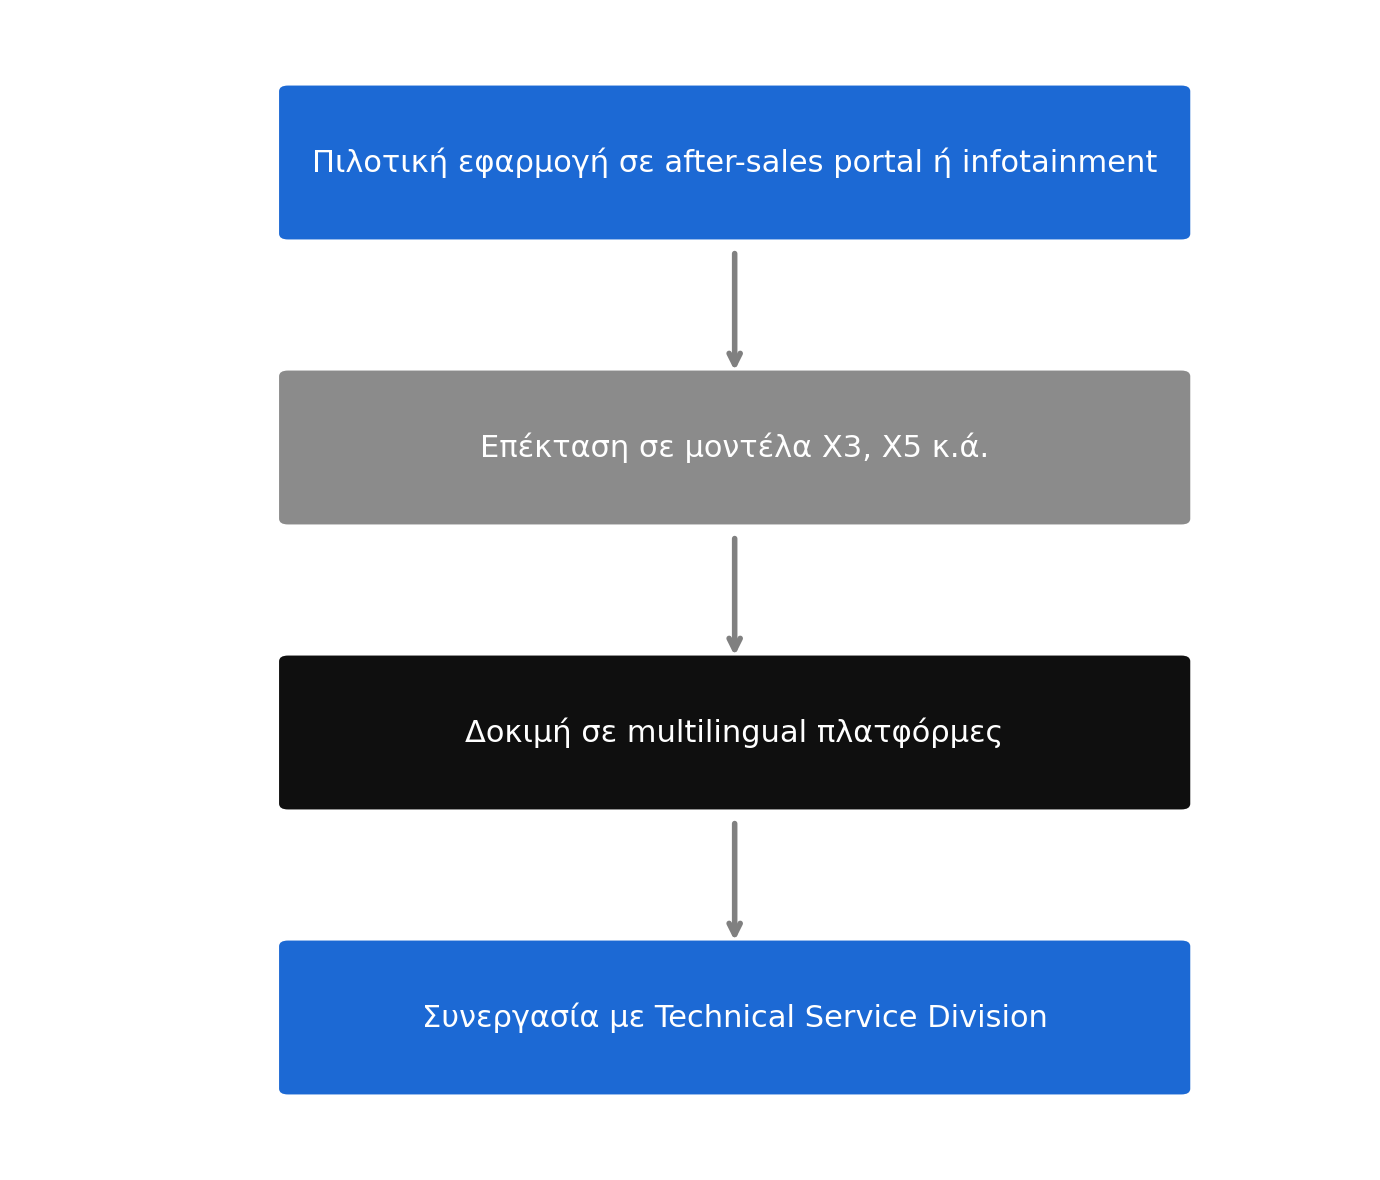 Πιλοτική εφαρμογή σε after-sales portal ή infotainment
Επέκταση σε μοντέλα X3, X5 κ.ά.
Δοκιμή σε multilingual πλατφόρμες
Συνεργασία με Technical Service Division